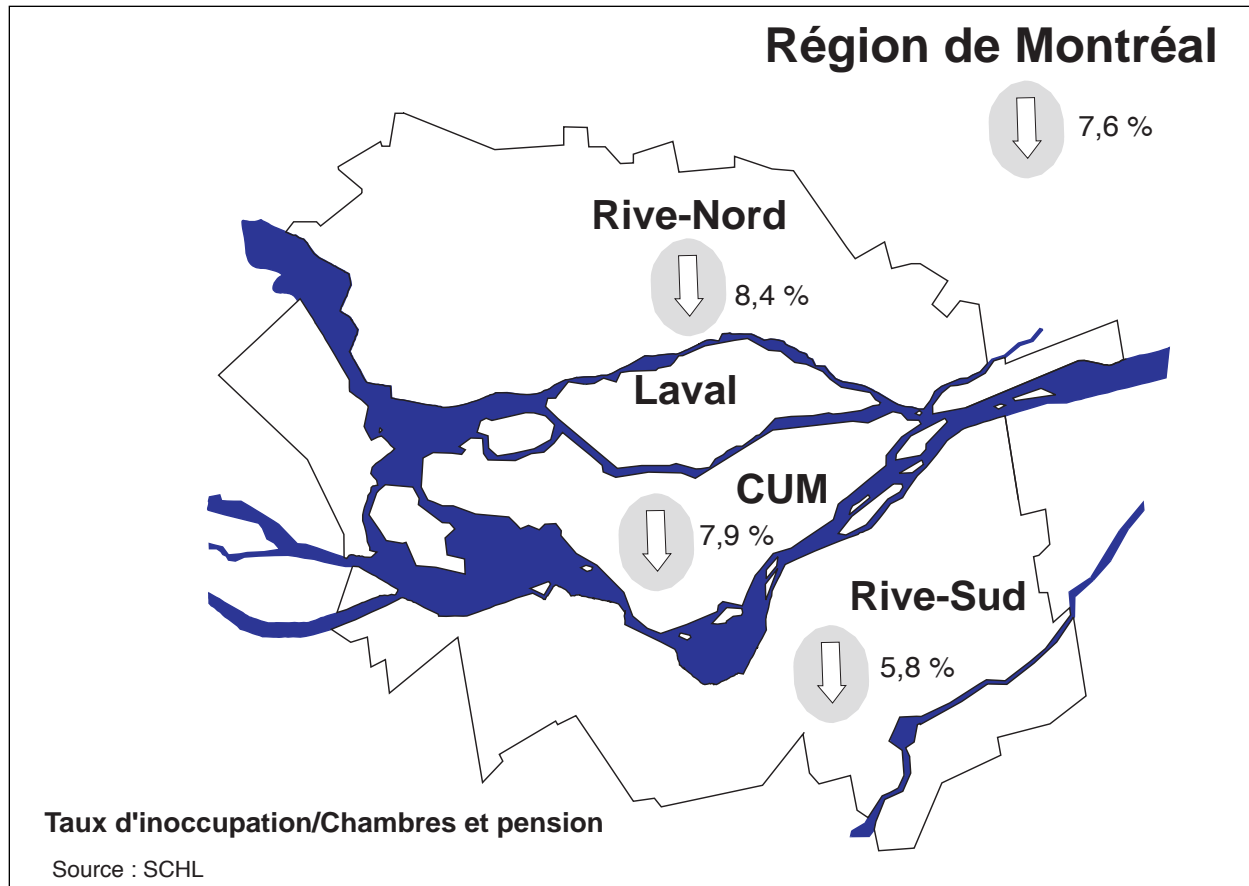 Région de Montréal
7,6 %
Rive-Nord
8,4 %
Laval
CUM
7,9 %
Rive-Sud
5,8 %
Taux d'inoccupation/Chambres et pension
Source : SCHL